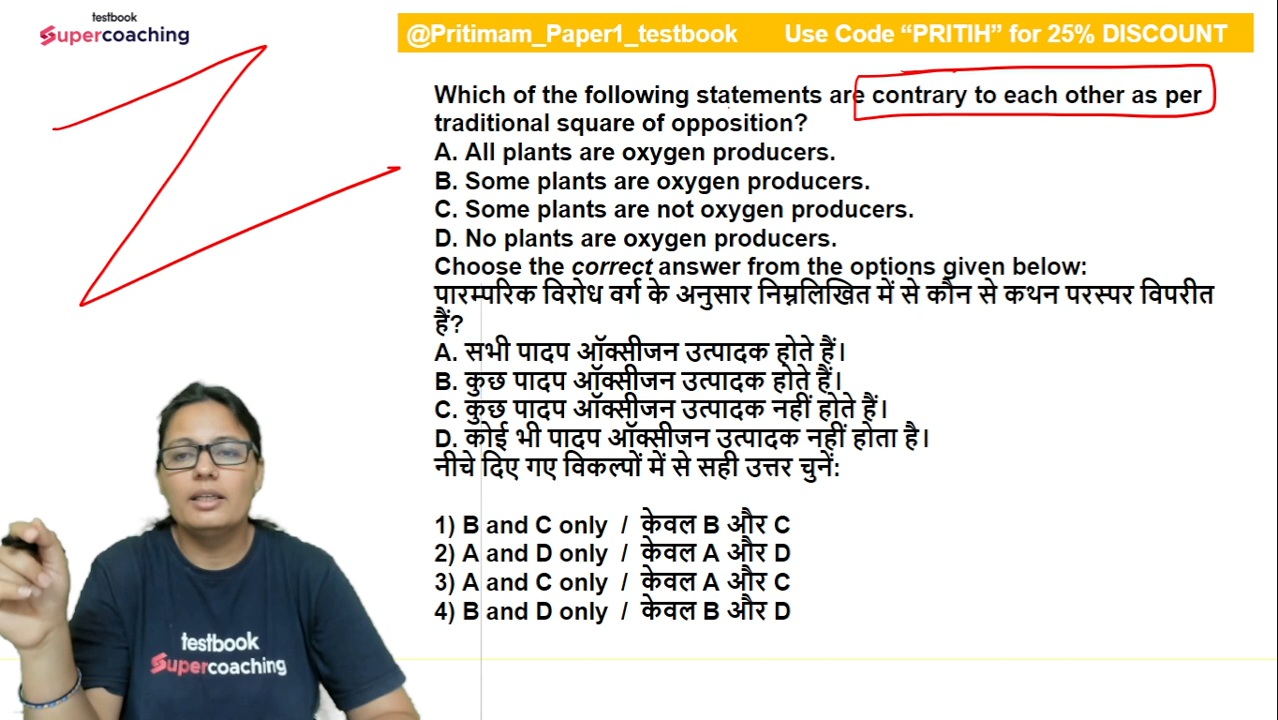 testbook
Supercoaching
@Pritimam_Paper1_testbook Use Code “PRITIH” for 25% DISCOUNT
Which of the following statements are contrary to each other as per
traditional square of opposition?
A. All plants are oxygen producers.
B. Some plants are oxygen producers.
C. Some plants are not oxygen producers.
D. No plants are oxygen producers.
Choose the correct answer from the options given below:
पारम्परिक विरोध वर्ग के अनुसार निम्नलिखित में से कौन से कथन परस्पर विपरीत
हैं?
A. सभी पादप ऑक्सीजन उत्पादक होते हैं।
B. कुछ पादप ऑक्सीजन उत्पादक होते हैं।
C. कुछ पादप ऑक्सीजन उत्पादक नहीं होते हैं।
D. कोई भी पादप ऑक्सीजन उत्पादक नहीं होता है।
नीचे दिए गए विकल्पों में से सही उत्तर चुनें:
1) B and C only / केवल B और C
2) A and D only / केवल A और D
3) A and C only / केवल A और C
4) B and D only / केवल B और D
testbook
Supercoaching